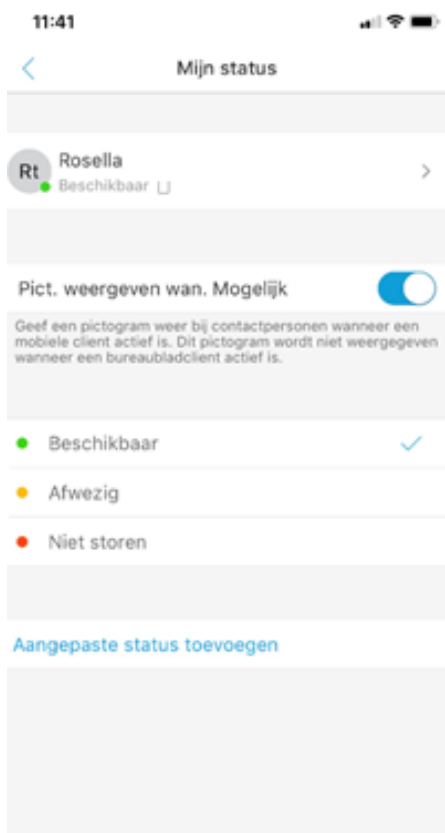 11:41
Mijn status
Rt
Rosella
Beschikbaar
Pict. weergeven wan. Mogelijk
Geef een pictogram weer bij contactpersonen wanneer een
mobiele client actief is. Dit pictogram wordt niet weergegeven
wanneer een bureaubladclient actief is.
Beschikbaar
Afwezig
Niet storen
Aangepaste status toevoegen